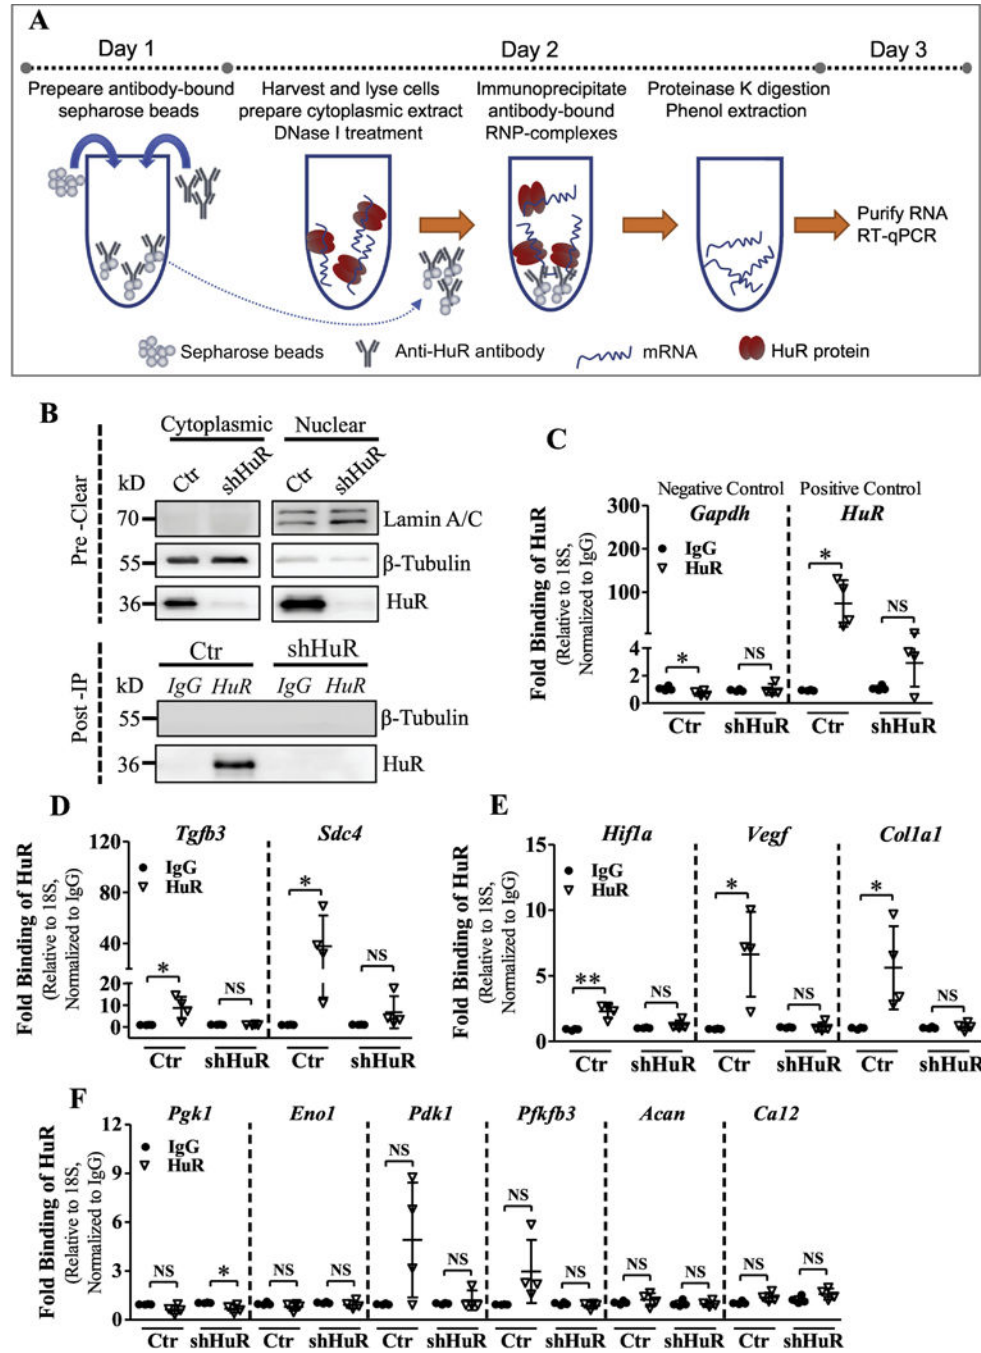 A
Day 1
Day 2
Day 3
Prepeare antibody-bound
sepharose beads
Harvest and lyse cells
prepare cytoplasmic extract
DNase I treatment
Immunoprecipitate
antibody-bound
RNP-complexes
Proteinase K digestion
Phenol extraction
Purify RNA
RT-qPCR
Sepharose beads
Anti-HuR antibody
mRNA
HuR protein
B
Pre -Clear
Cytoplasmic
Nuclear
kD
Ctr
shHuR
Ctr
shHuR
70
Lamin A/C
55
β-Tubulin
36
HuR
Post -IP
Ctr
shHuR
kD
IgG
HuR
IgG
HuR
55
β-Tubulin
36
HuR
C
Negative Control
Positive Control
Gapdh
HuR
Fold Binding of HuR
(Relative to 18S,
Normalized to IgG)
300
200
100
4
2
0
IgG
HuR
*
NS
*
NS
Ctr
shHuR
Ctr
shHuR
D
Tgfb3
Sdc4
Fold Binding of HuR
(Relative to 18S,
Normalized to IgG)
120
80
40
20
10
0
IgG
HuR
*
NS
*
NS
Ctr
shHuR
Ctr
shHuR
E
Hif1a
Vegf
Col1a1
Fold Binding of HuR
(Relative to 18S,
Normalized to IgG)
15
10
5
0
IgG
HuR
**
NS
*
NS
*
NS
Ctr
shHuR
Ctr
shHuR
Ctr
shHuR
F
Pgk1
Eno1
Pdk1
Pfkfb3
Acan
Ca12
Fold Binding of HuR
(Relative to 18S,
Normalized to IgG)
12
9
6
3
0
IgG
HuR
NS
*
NS
NS
NS
NS
NS
NS
NS
NS
NS
NS
Ctr
shHuR
Ctr
shHuR
Ctr
shHuR
Ctr
shHuR
Ctr
shHuR
Ctr
shHuR